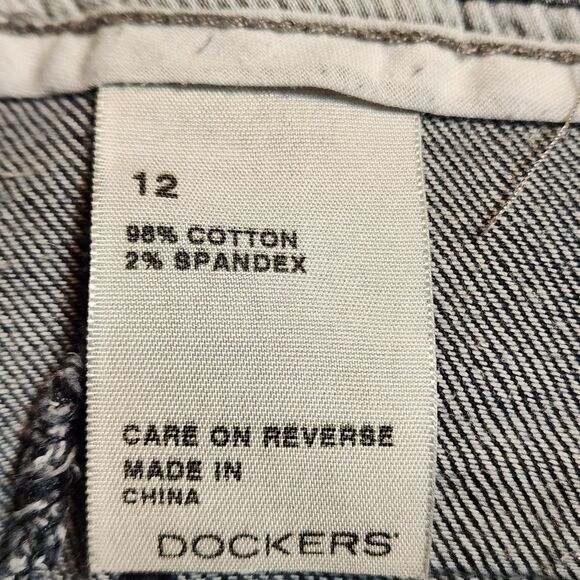 12
98% COTTON
2% SPANDEX
CARE ON REVERSE
MADE IN
CHINA
DOCKERS